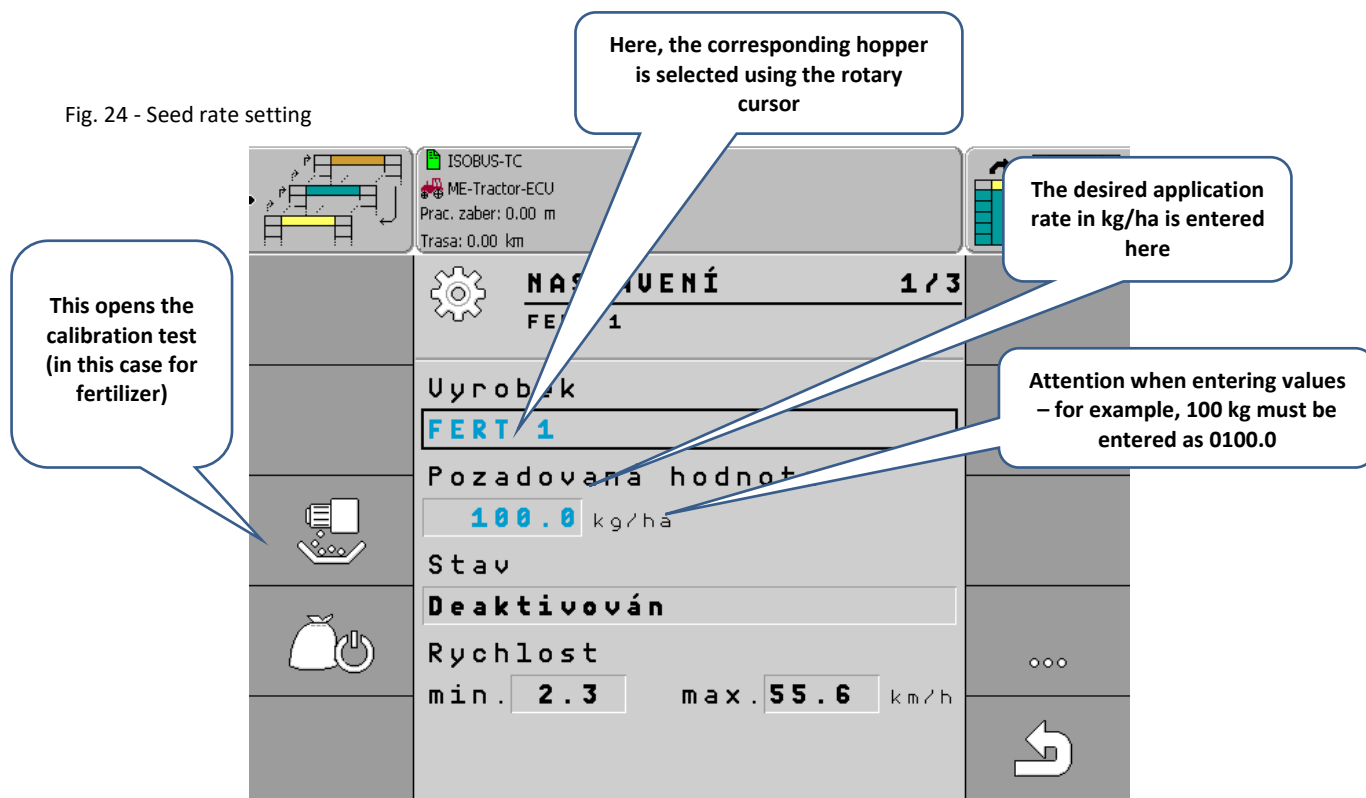 Here, the corresponding hopper
is selected using the rotary
cursor
Fig. 24 - Seed rate setting
ISOBUS-TC
ME-Tractor-ECU
Prac. zaber: 0.00 m
Trasa: 0.00 km
The desired application
rate in kg/ha is entered
here
This opens the
calibration test
(in this case for
fertilizer)
1/3
1
Attention when entering values
– for example, 100 kg must be
entered as 0100.0
Vyrobek
FERT 1
Pozadovana
100.0 kg/ha
Stav
Deaktivován
Rychlost
min. 2.3 max. 55.6 km/h